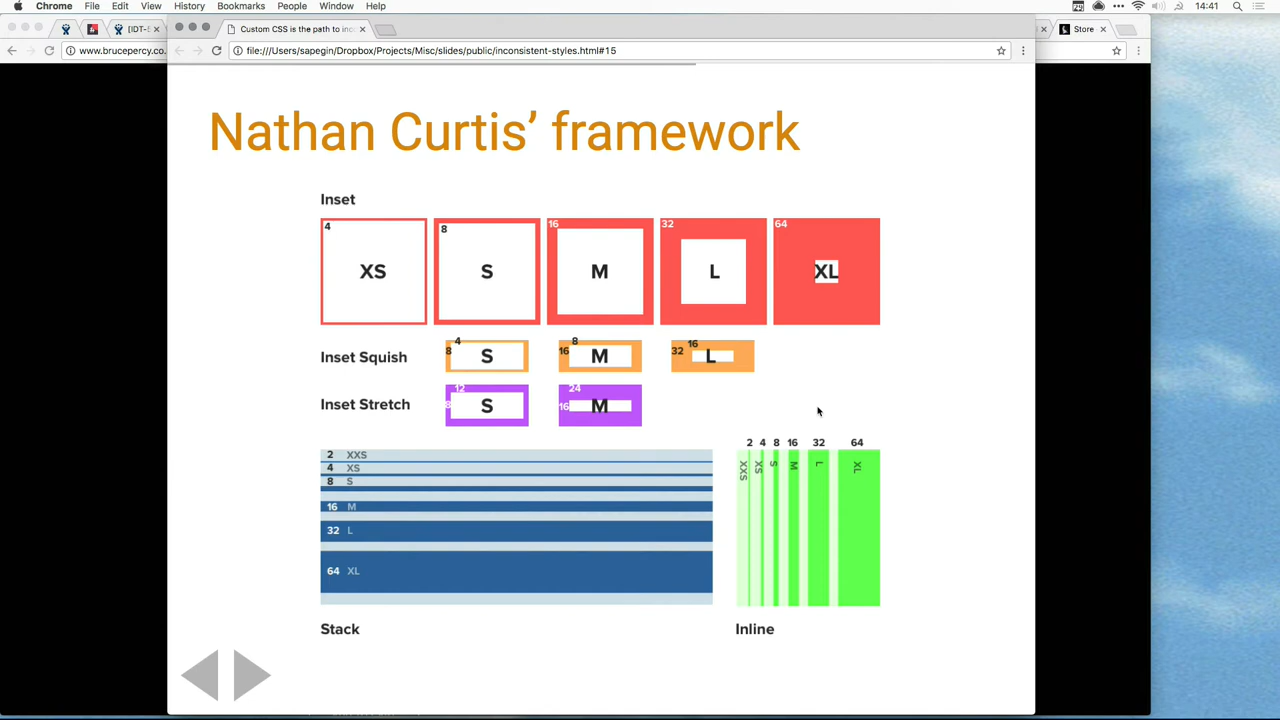 Chrome File Edit View History Bookmarks People Window Help 14:41
[IDT-
Custom CSS is the path to inc
Store
www.brucepercy.co.
file:///Users/sapegin/Dropbox/Projects/Misc/slides/public/inconsistent-styles.html#15
Nathan Curtis’ framework
Inset
4 8 16 32 64
XS S M L XL
Inset Squish
4 8 S
8 16 M
16 32 L
Inset Stretch
12 8 S
24 16 M
2 XXS
4 XS
8 S
16 M
32 L
64 XL
Stack
2 4 8 16 32 64
XXS XS S M L XL
Inline